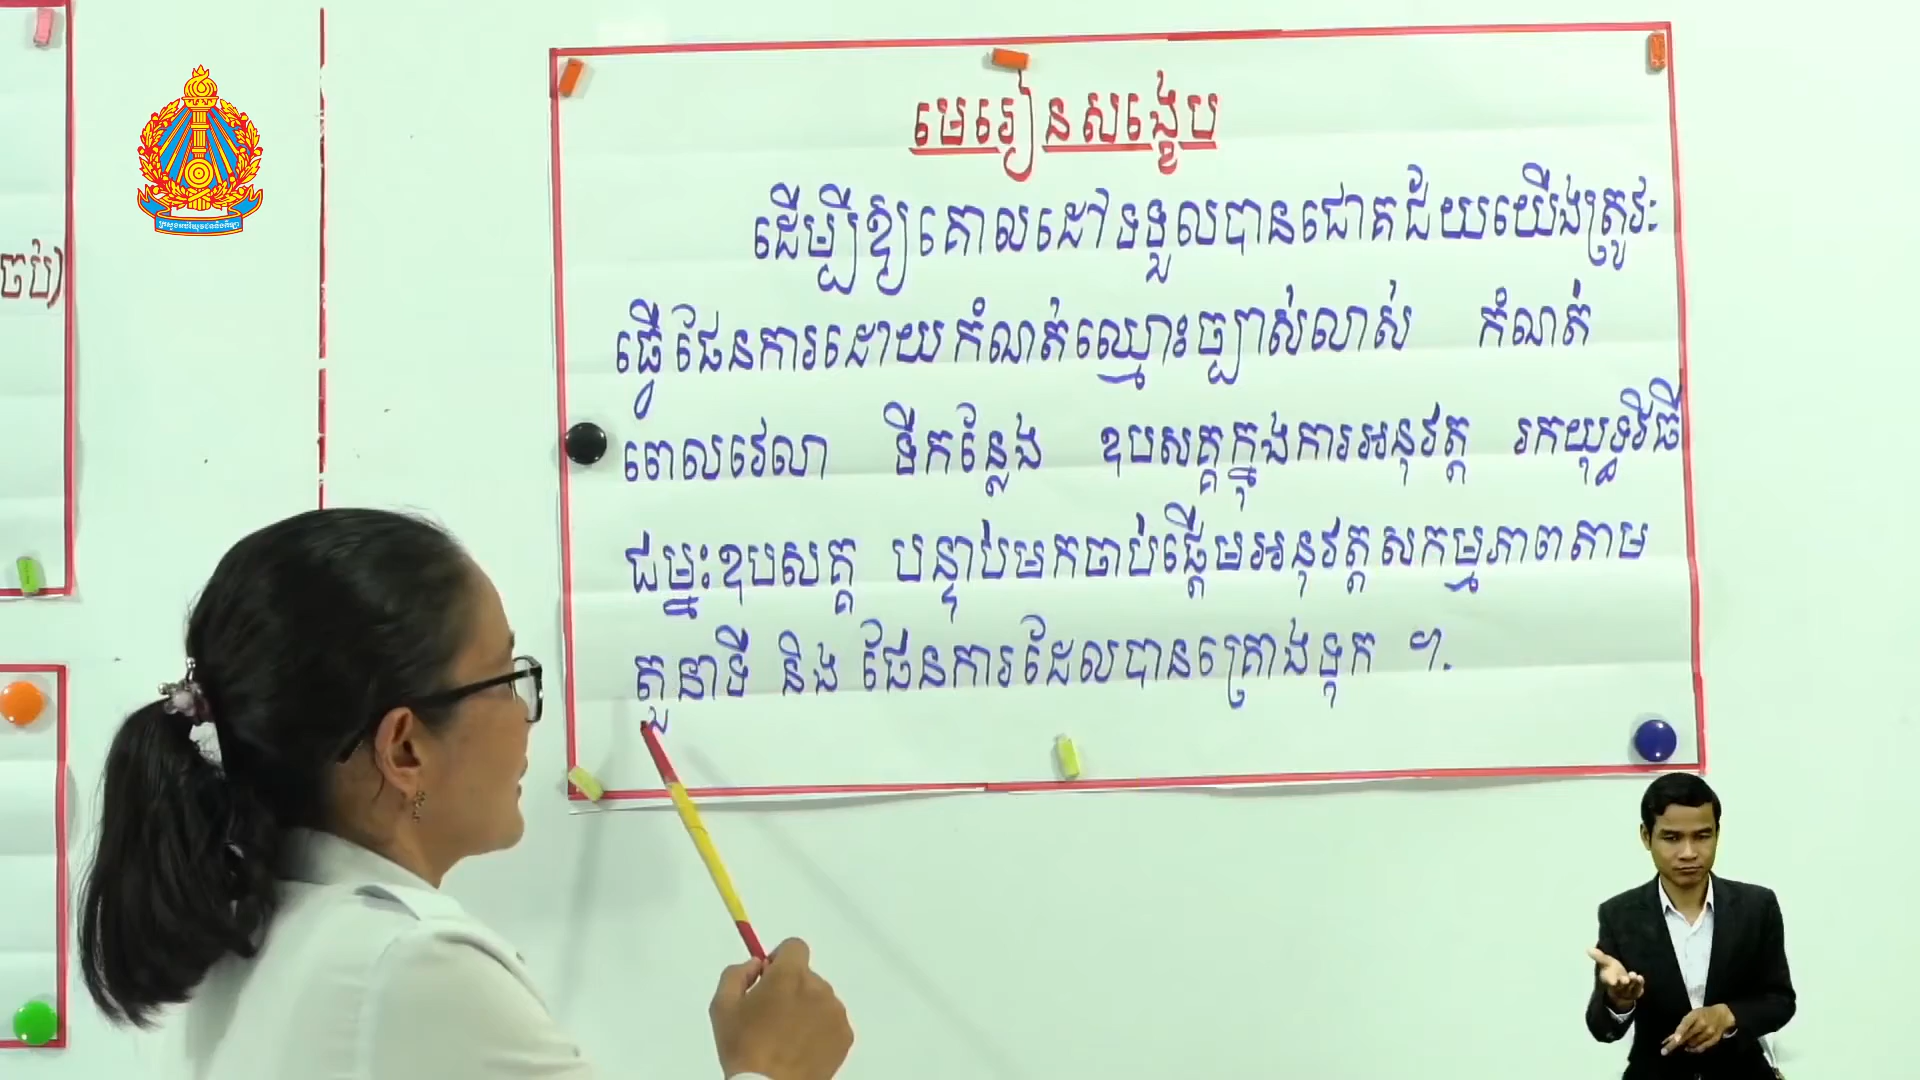 មេរៀនសង្ខេប
ដើម្បីឱ្យគោលដៅទទួលបានជោគជ័យយើងត្រូវ:
ធ្វើផែនការដោយកំណត់ឈ្មោះច្បាស់លាស់ កំណត់
ពេលវេលា ទីកន្លែង ឧបសគ្គក្នុងការអនុវត្ត រកយុទ្ធវិធី
ជម្នះឧបសគ្គ បន្ទាប់មកចាប់ផ្ដើមអនុវត្តសកម្មភាពតាម
តួនាទី និង ផែនការដែលបានគ្រោងទុក ។
ចប់)